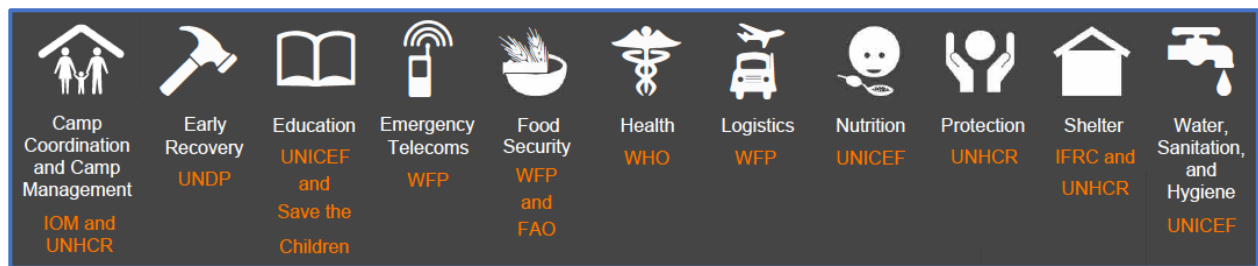 Camp
Coordination
and Camp
Management
IOM and
UNHCR
Early
Recovery
UNDP
Education
UNICEF
and
Save the
Children
Emergency
Telecoms
WFP
Food
Security
WFP
and
FAO
Health
WHO
Logistics
WFP
Nutrition
UNICEF
Protection
UNHCR
Shelter
IFRC and
UNHCR
Water,
Sanitation,
and
Hygiene
UNICEF